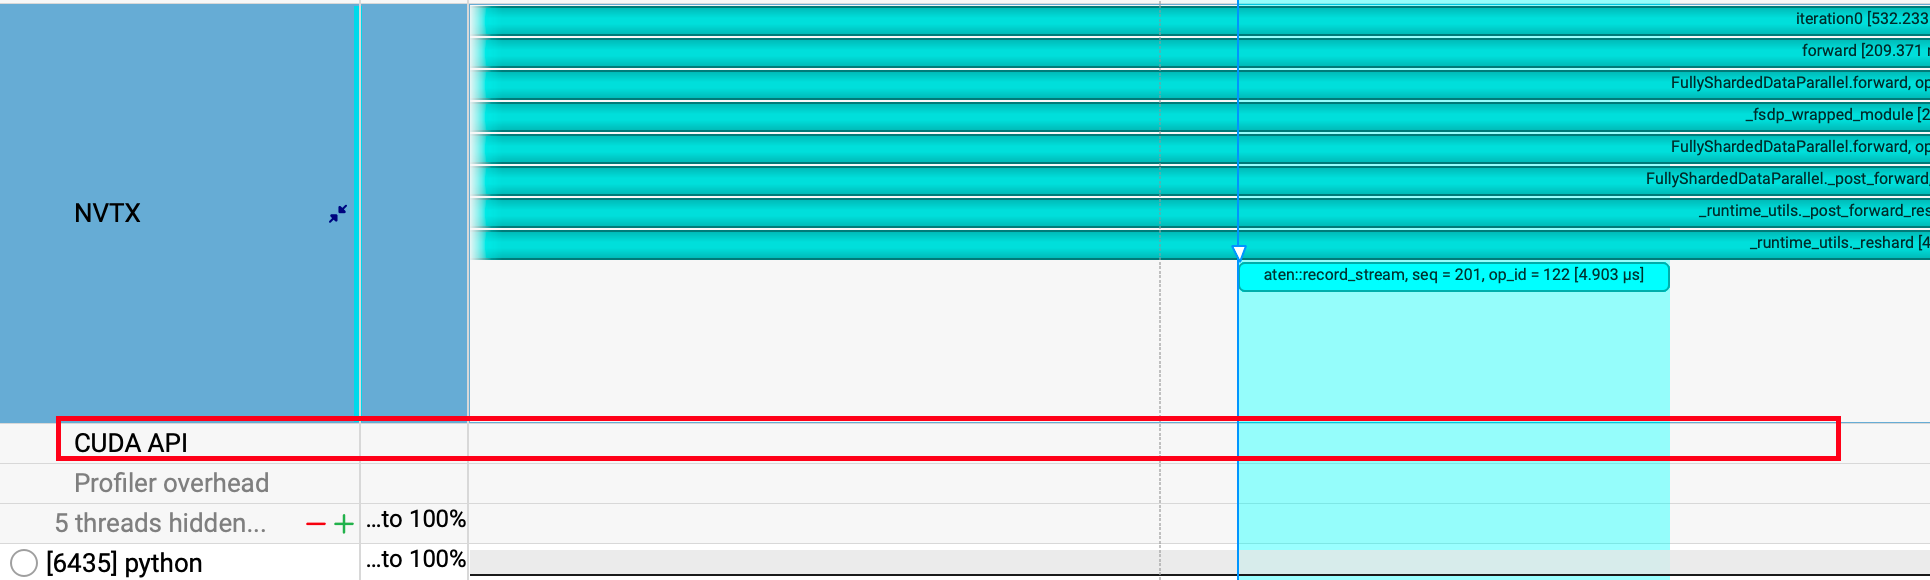 iteration0 [532.233
forward [209.371
FullyShardedDataParallel.forward, op
_fsdp_wrapped_module [2
FullyShardedDataParallel.forward, op
FullyShardedDataParallel._post_forward,
NVTX
_runtime_utils._post_forward_res
_runtime_utils._reshard [4
aten::record_stream, seq = 201, op_id = 122 [4.903 µs]
CUDA API
Profiler overhead
5 threads hidden... − + ...to 100%
[6435] python ...to 100%